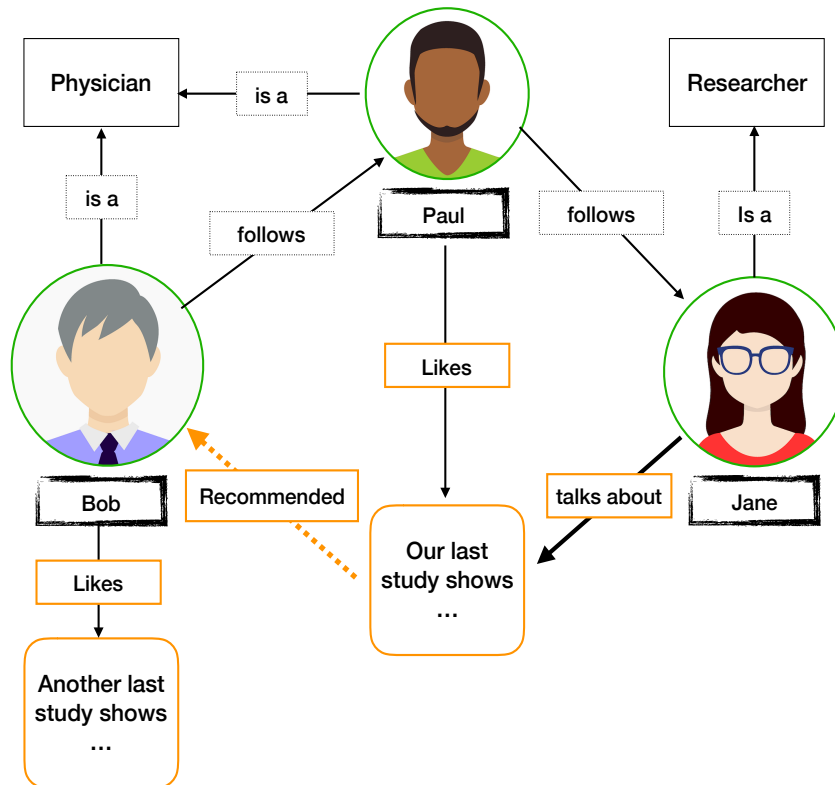 Physician
is a
Researcher
is a
Paul
Is a
follows
follows
Likes
Bob
Recommended
talks about
Jane
Likes
Our last
study shows
...
Another last
study shows
...